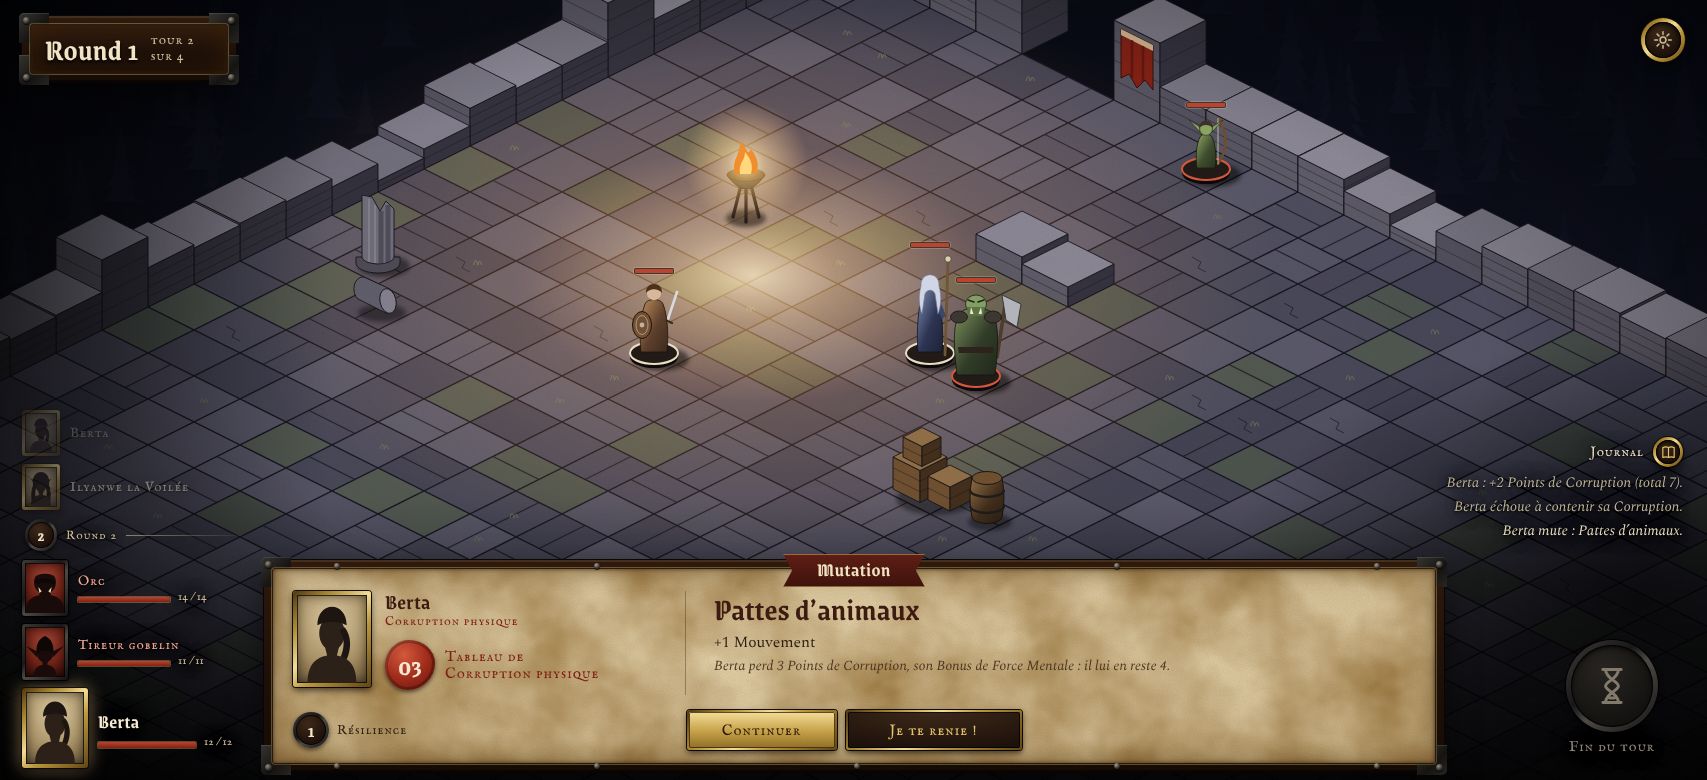 Round 1
Tour 2
sur 4
Berta
Ilyanwe la Voilée
2 Round 2
Orc
14/14
Tireur gobelin
11/11
Berta
12/12
Journal
Berta : +2 Points de Corruption (total 7).
Berta échoue à contenir sa Corruption.
Berta mute : Pattes d'animaux.
Mutation
Berta
Corruption physique
03
Tableau de
Corruption physique
1 Résilience
Pattes d'animaux
+1 Mouvement
Berta perd 3 Points de Corruption, son Bonus de Force Mentale : il lui en reste 4.
Continuer
Je te renie !
Fin du tour